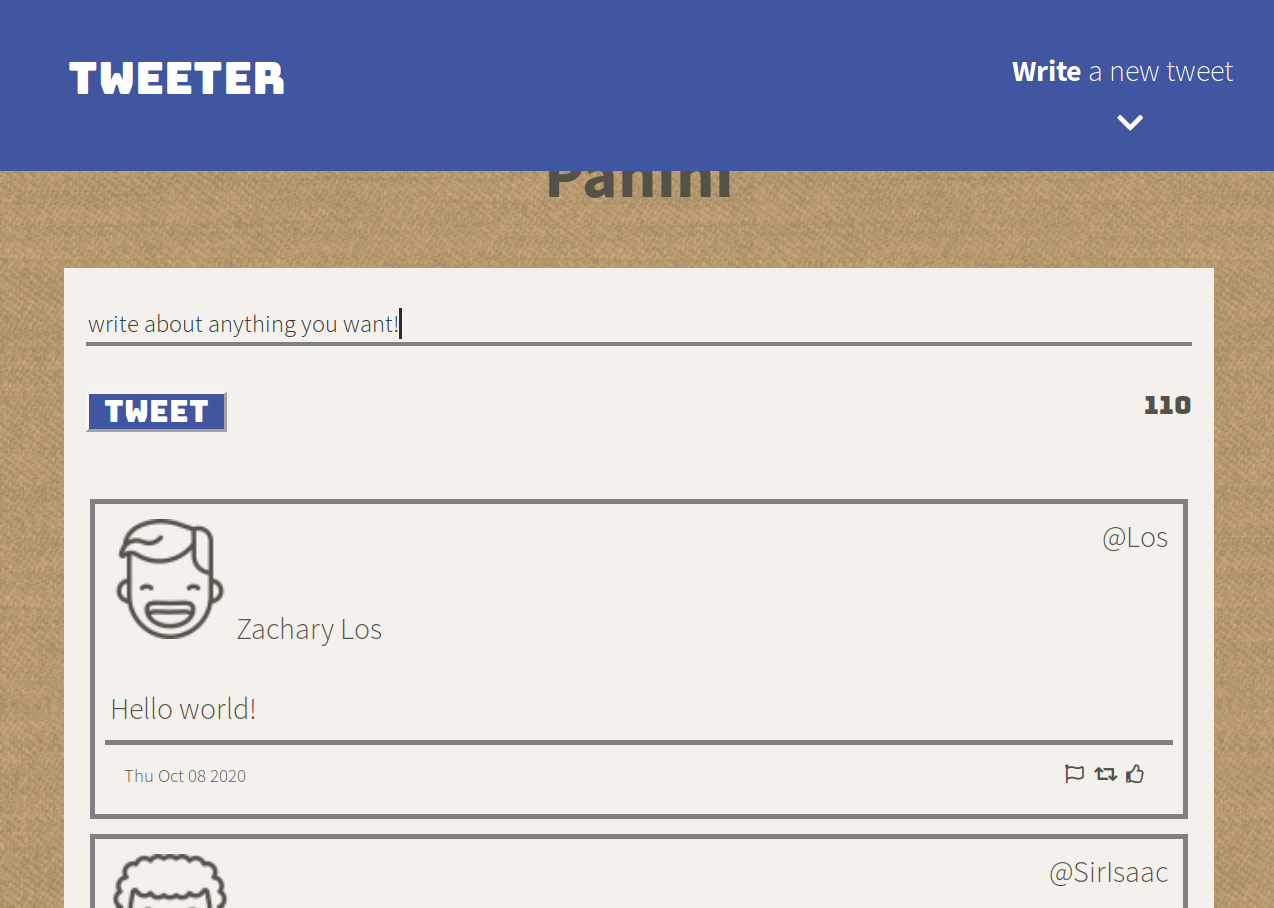 TWEETER
Write a new tweet
Panini
write about anything you want!
TWEET
110
@Los
Zachary Los
Hello world!
Thu Oct 08 2020
@SirIsaac